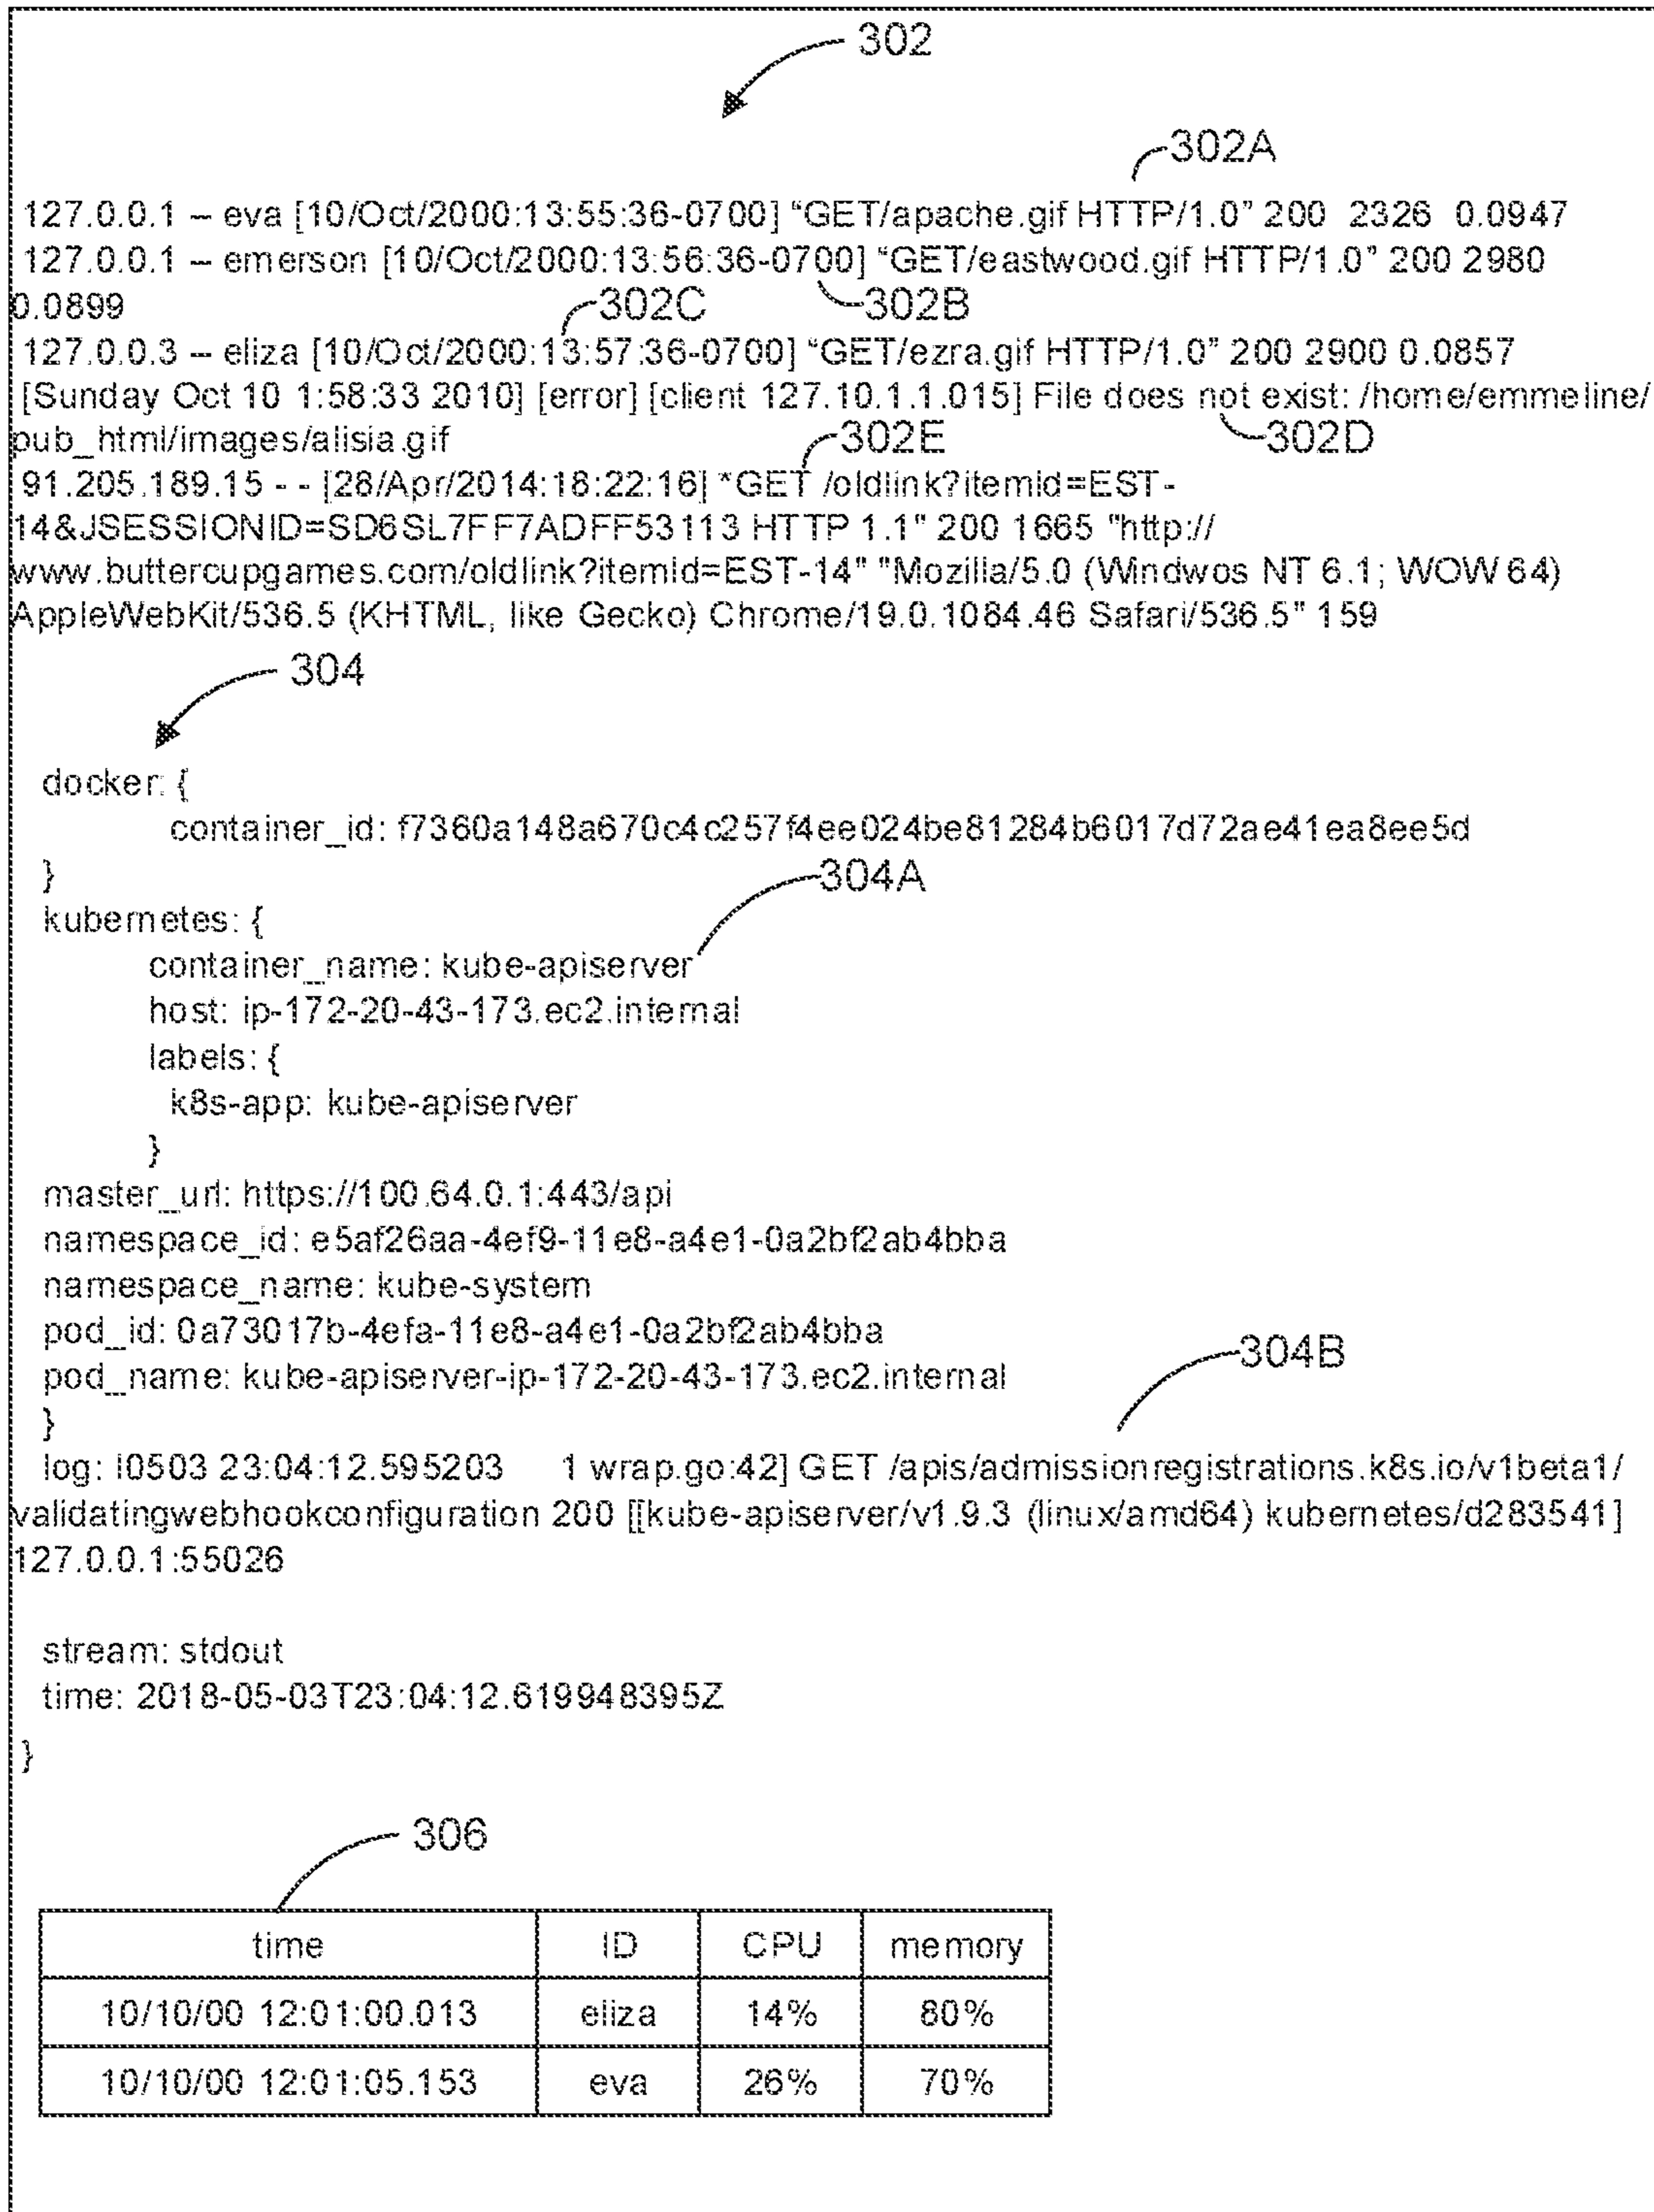 302
302A
127.0.0.1 – eva [10/Oct/2000:13:55:36-0700] “GET/apache.gif HTTP/1.0” 200 2326 0.0947
127.0.0.1 – emerson [10/Oct/2000:13:56:36-0700] “GET/eastwood.gif HTTP/1.0” 200 2980
0.0899
302C
302B
127.0.0.3 – eliza [10/Oct/2000:13:57:36-0700] “GET/ezra.gif HTTP/1.0” 200 2900 0.0857
[Sunday Oct 10 1:58:33 2010] [error] [client 127.10.1.1.015] File does not exist: /home/emmeline/
pub_html/images/alisia.gif
302E
302D
91.205.189.15 - - [28/Apr/2014:18:22:16] "GET /oldlink?itemid=EST-
14&JSESSIONID=SD6SL7FF7ADFF53113 HTTP 1.1" 200 1665 "http://
www.buttercupgames.com/oldlink?itemid=EST-14" "Mozilla/5.0 (Windwos NT 6.1; WOW 64)
AppleWebKit/536.5 (KHTML, like Gecko) Chrome/19.0.1084.46 Safari/536.5" 159
304
docker: {
container_id: f7360a148a670c4c257f4ee024be81284b6017d72ae41ea8ee5d
}
304A
kubernetes: {
container_name: kube-apiserver
host: ip-172-20-43-173.ec2.internal
labels: {
k8s-app: kube-apiserver
}
master_url: https://100.64.0.1:443/api
namespace_id: e5af26aa-4ef9-11e8-a4e1-0a2bf2ab4bba
namespace_name: kube-system
pod_id: 0a73017b-4efa-11e8-a4e1-0a2bf2ab4bba
304B
pod_name: kube-apiserver-ip-172-20-43-173.ec2.internal
}
log: I0503 23:04:12.595203 1 wrap.go:42] GET /apis/admissionregistrations.k8s.io/v1beta1/
validatingwebhookconfiguration 200 [[kube-apiserver/v1.9.3 (linux/amd64) kubernetes/d283541]
127.0.0.1:55026
stream: stdout
time: 2018-05-03T23:04:12.619948395Z
}
306
time ID CPU memory
10/10/00 12:01:00.013 eliza 14% 80%
10/10/00 12:01:05.153 eva 26% 70%